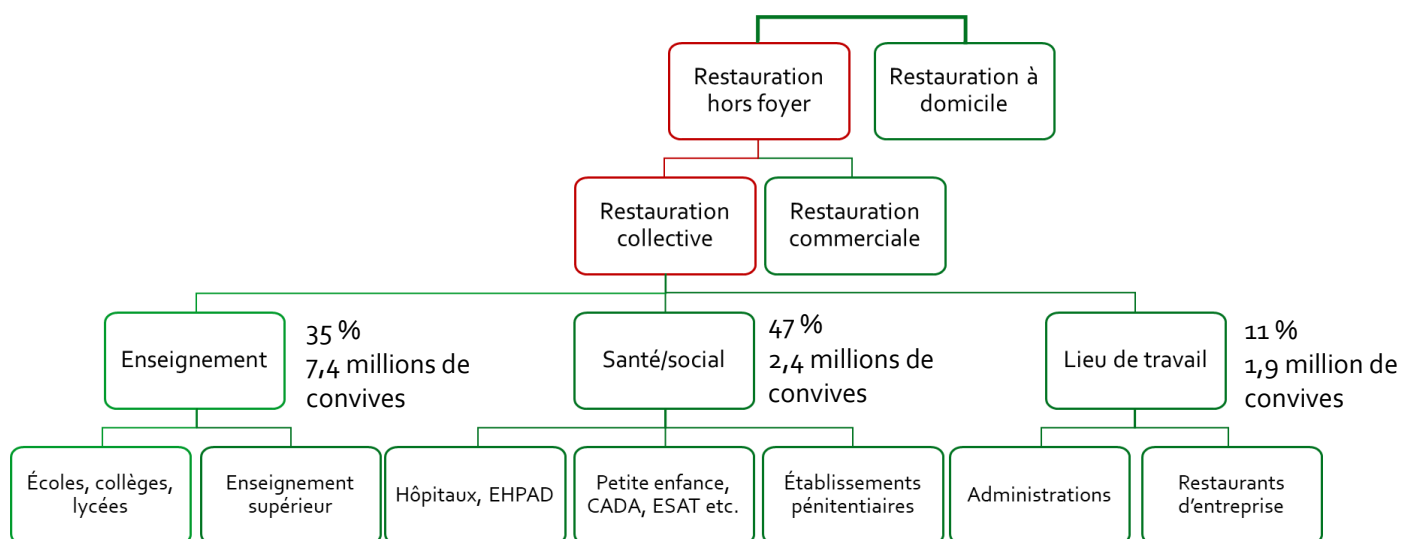 Restauration
hors foyer
Restauration à
domicile
Restauration
collective
Restauration
commerciale
Enseignement
35 %
7,4 millions de
convives
Santé/social
47 %
2,4 millions de
convives
Lieu de travail
11 %
1,9 million de
convives
Écoles, collèges,
lycées
Enseignement
supérieur
Hôpitaux, EHPAD
Petite enfance,
CADA, ESAT etc.
Établissements
pénitentiaires
Administrations
Restaurants
d’entreprise